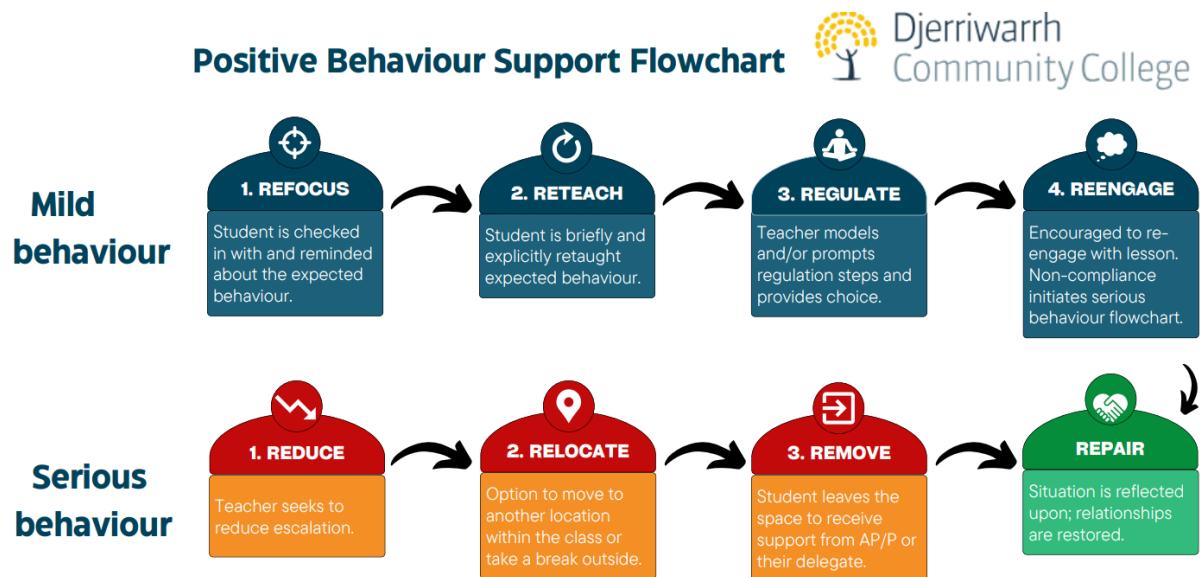 Positive Behaviour Support Flowchart
Djerriwarrh
Community College
Mild
behaviour
1. REFOCUS
Student is checked
in with and reminded
about the expected
behaviour.
2. RETEACH
Student is briefly and
explicitly retaught
expected behaviour.
3. REGULATE
Teacher models
and/or prompts
regulation steps and
provides choice.
4. REENGAGE
Encouraged to re-
engage with lesson.
Non-compliance
initiates serious
behaviour flowchart.
Serious
behaviour
1. REDUCE
Teacher seeks to
reduce escalation.
2. RELOCATE
Option to move to
another location
within the class or
take a break outside.
3. REMOVE
Student leaves the
space to receive
support from AP/P or
their delegate.
REPAIR
Situation is reflected
upon; relationships
are restored.